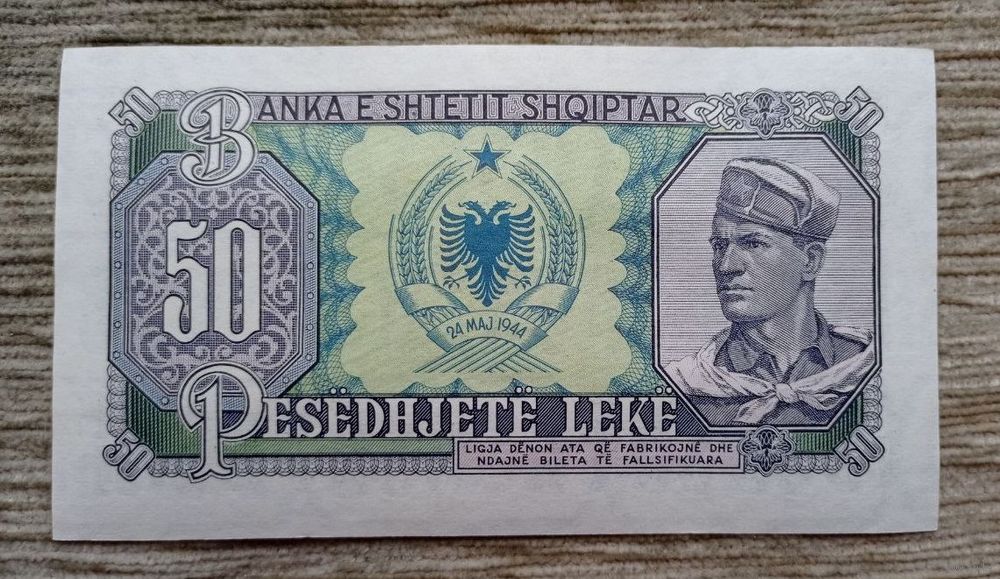 50
50
BANKA E SHTETIT SHQIPTAR
50
24 MAJ 1944
PESËDHJETË LEKË
LIGJA DËNON ATA QË FABRIKOJNË DHE
NDAJNË BILETA TË FALLSIFIKUARA
50
50